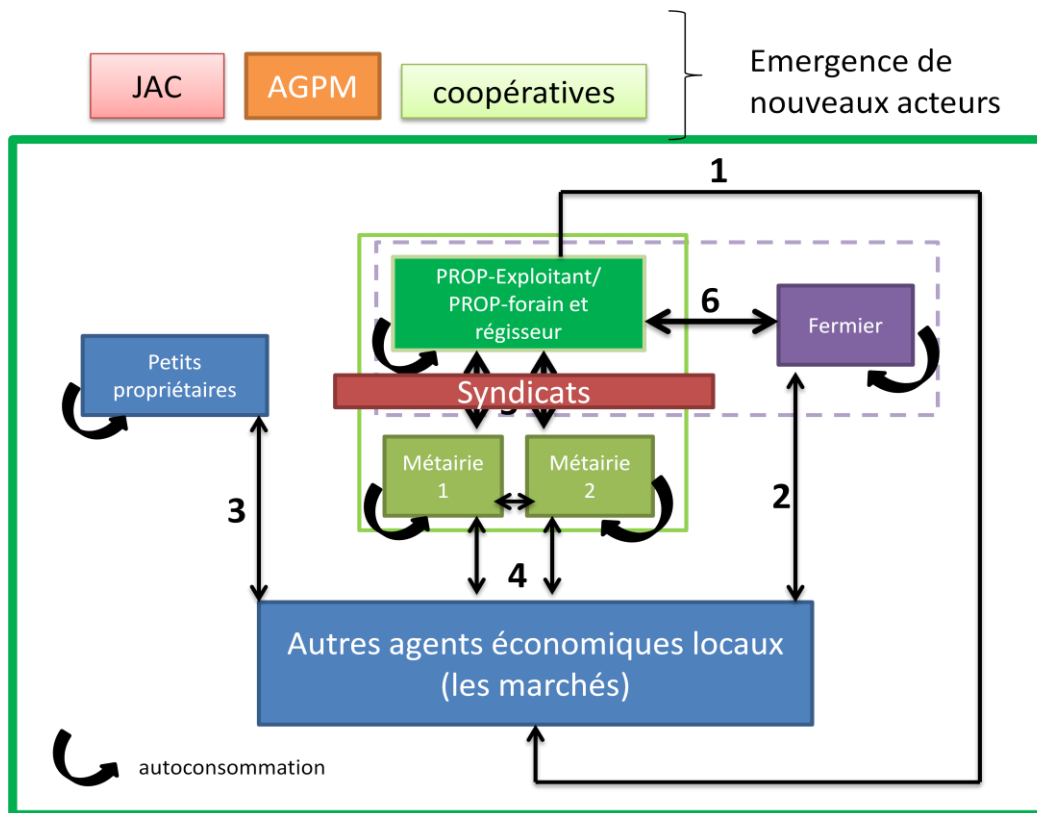 JAC
AGPM
coopératives
Emergence de
nouveaux acteurs
1
PROP-Exploitant/
PROP-forain et
régisseur
6
Fermier
Petits
propriétaires
Syndicats
Métairie
1
Métairie
2
3
2
4
Autres agents économiques locaux
(les marchés)
autoconsommation